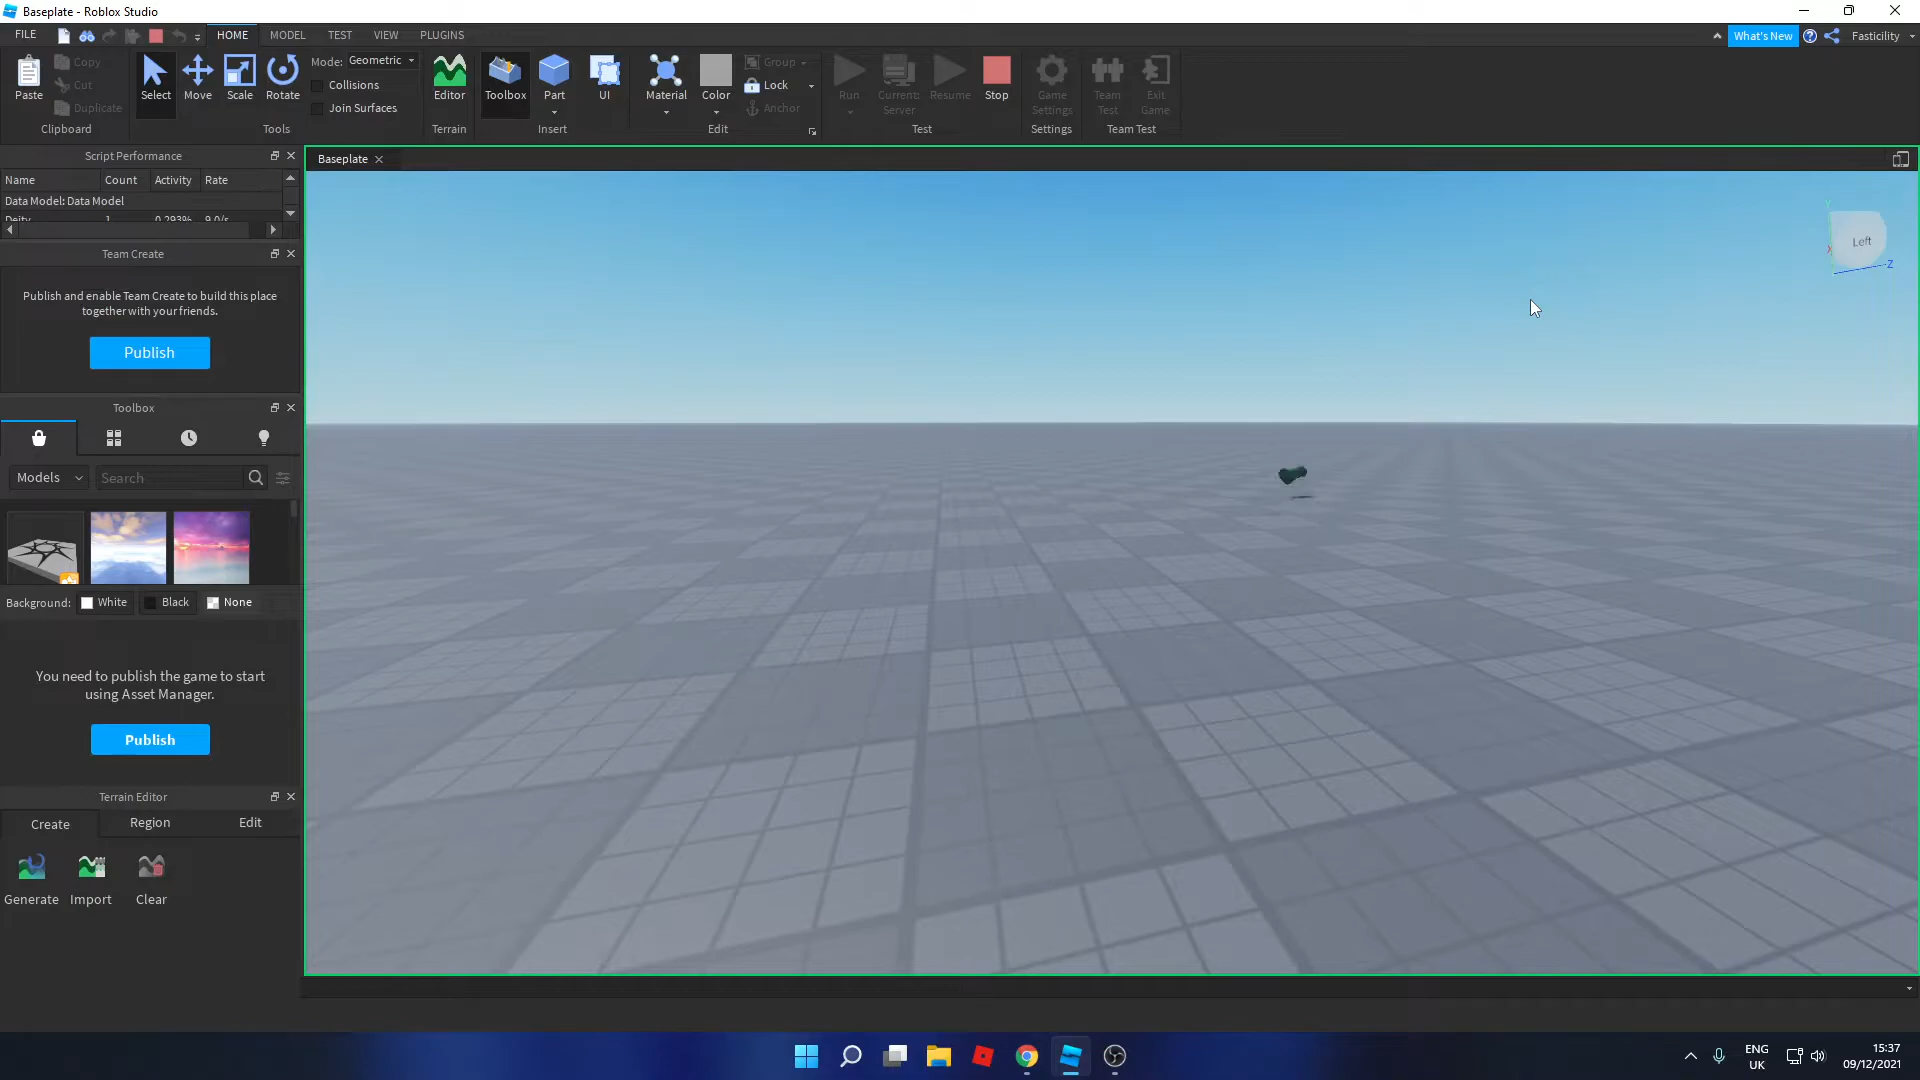 Baseplate - Roblox Studio
FILE HOME MODEL TEST VIEW PLUGINS What's New Fasticility
Paste Copy Cut Duplicate
Select Move Scale Rotate
Mode: Geometric
Collisions
Join Surfaces
Editor Toolbox Part UI Material Color
Group
Lock
Anchor
Run Current: Server Resume Stop Game Settings Team Test Exit Game
Clipboard Tools Terrain Insert Edit Test Settings Team Test
Script Performance
Name Count Activity Rate
Data Model: Data Model
Deity 1 0.293% 9.0/s
Team Create
Publish and enable Team Create to build this place
together with your friends.
Publish
Toolbox
Models Search
Background: White Black None
You need to publish the game to start
using Asset Manager.
Publish
Terrain Editor
Create Region Edit
Generate Import Clear
Baseplate
Y
Left
X
Z
ENG
UK
15:37
09/12/2021